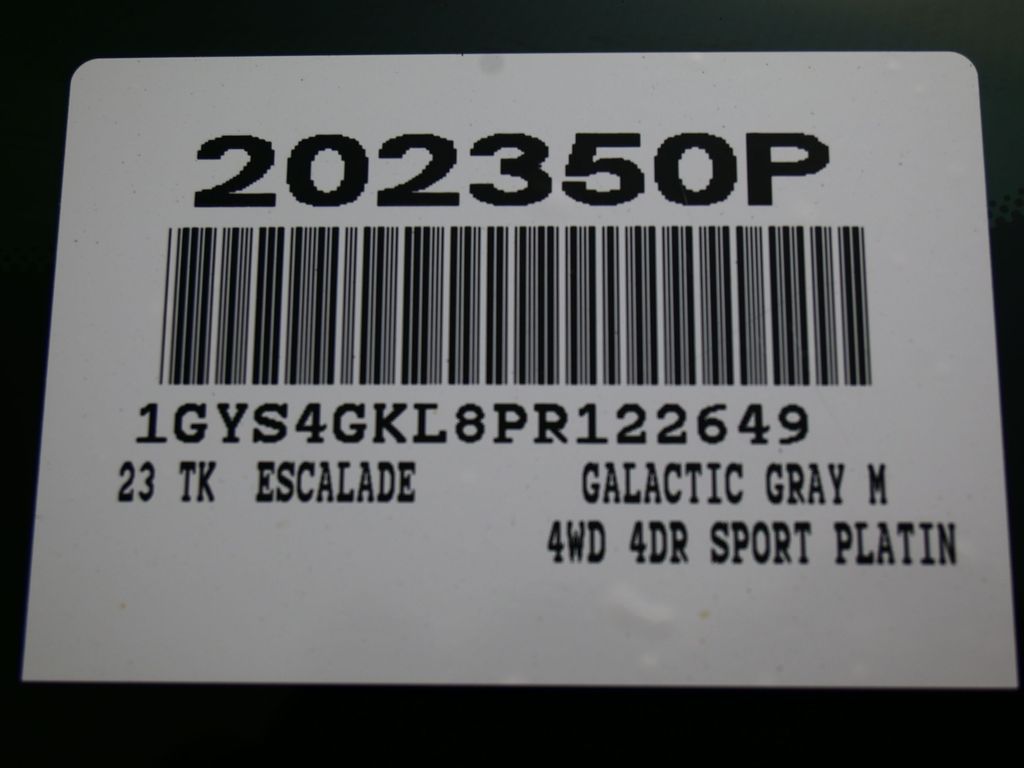 202350P
1GYS4GKL8PR122649
23 TK ESCALADE GALACTIC GRAY M
4WD 4DR SPORT PLATIN